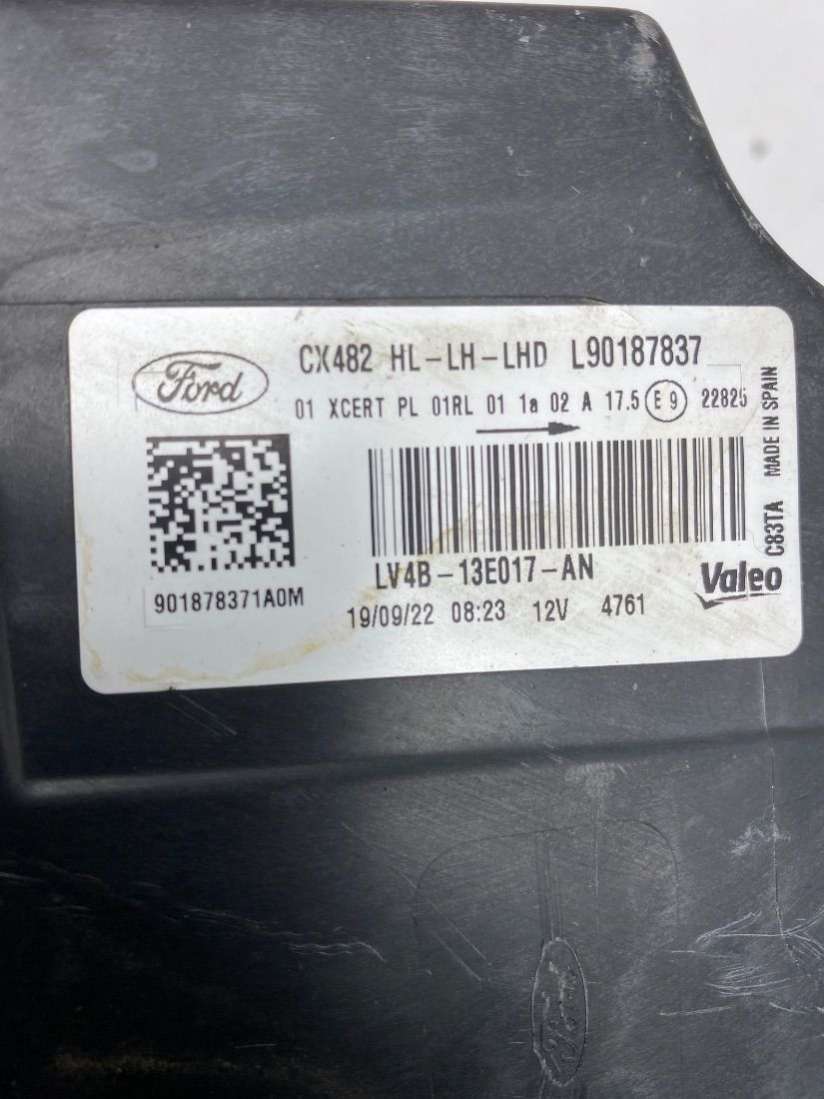 Ford
CX482 HL-LH-LHD L90187837
01 XCERT PL 01RL 01 1a 02 A 17.5 E9 22825
LV4B-13E017-AN
901878371A0M
19/09/22 08:23 12V 4761
Valeo
C83TA MADE IN SPAIN
Ford